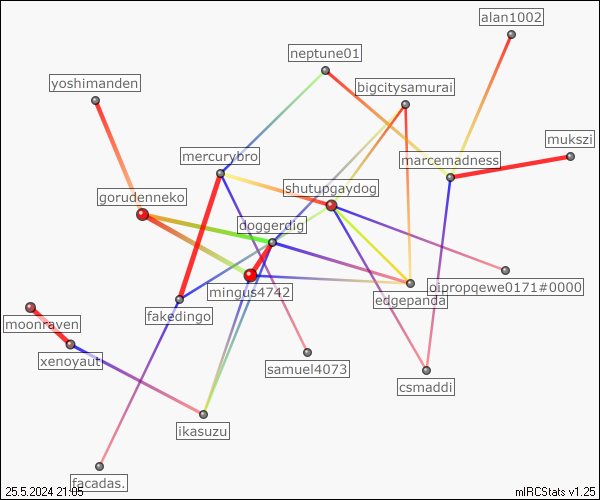 alan1002
neptune01
yoshimanden
bigcitysamurai
mukszi
mercurybro
marcemadness
shutupgaydog
gorudenneko
doggerdig
mingus4742
oipropqewe0171#0000
edgepanda
fakedingo
moonraven
xenoyaut
samuel4073
csmaddi
ikasuzu
facadas.
25.5.2024 21:05
mIRCStats v1.25